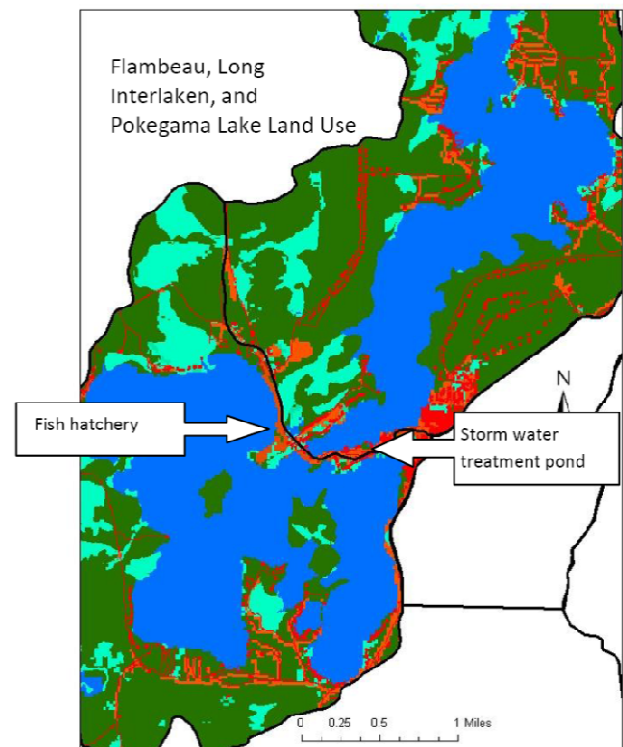 Flambeau, Long
Interlaken, and
Pokegama Lake Land Use
N
Fish hatchery
Storm water
treatment pond
0 0.25 0.5 1 Miles